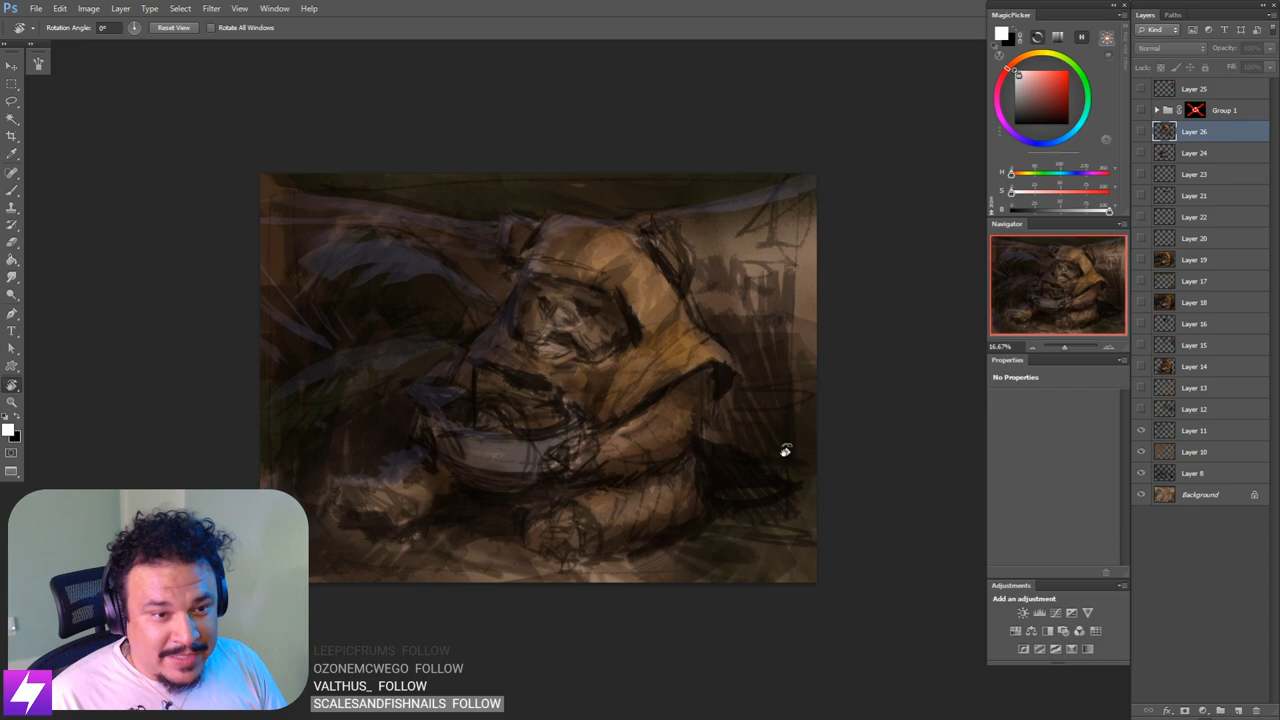 Ps File Edit Image Layer Type Select Filter View Window Help
Rotation Angle: 0° Reset View Rotate All Windows
MagicPicker
H
H
S
B
Navigator
16.67%
Properties
No Properties
Adjustments
Add an adjustment
Layers Paths
Kind
Normal Opacity: 100%
Lock: Fill: 100%
Layer 25
Group 1
Layer 26
Layer 24
Layer 23
Layer 21
Layer 22
Layer 20
Layer 19
Layer 17
Layer 18
Layer 16
Layer 15
Layer 14
Layer 13
Layer 12
Layer 11
Layer 10
Layer 8
Background
LEEPICFRUMS FOLLOW
OZONEMCWEGO FOLLOW
VALTHUS_ FOLLOW
SCALESANDFISHNAILS FOLLOW